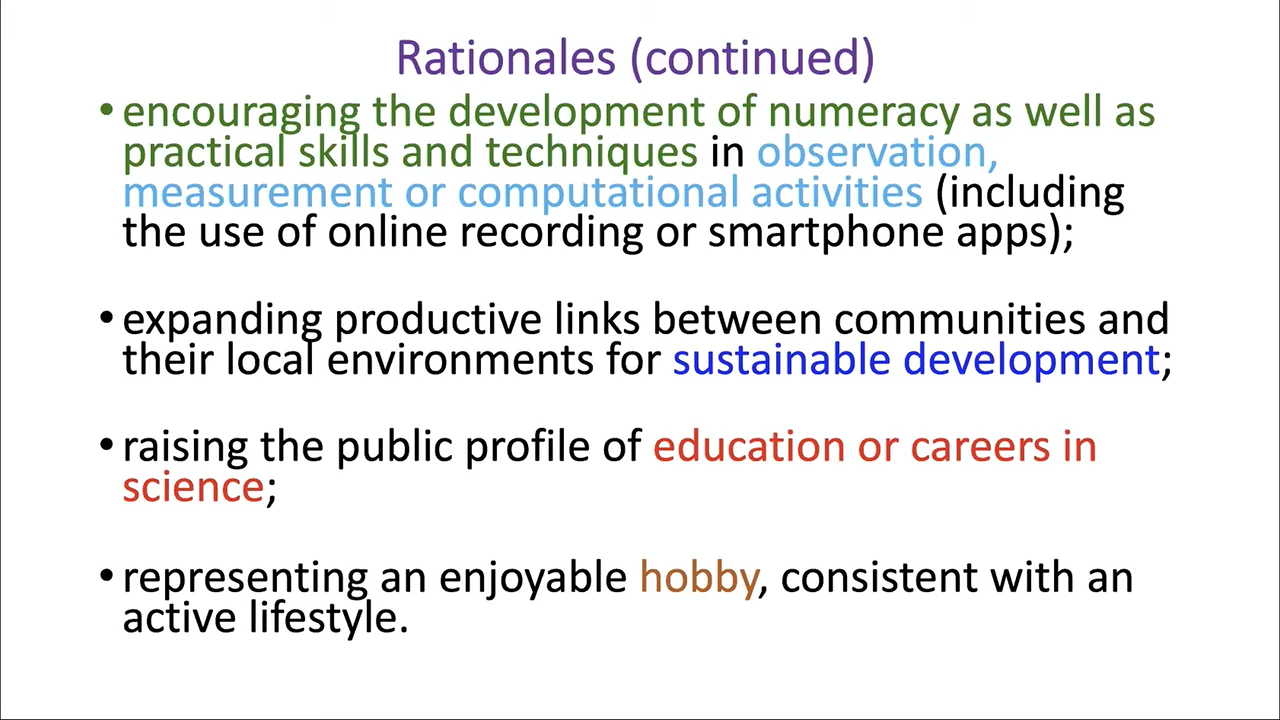 Rationales (continued)
• encouraging the development of numeracy as well as
practical skills and techniques in observation,
measurement or computational activities (including
the use of online recording or smartphone apps);
• expanding productive links between communities and
their local environments for sustainable development;
• raising the public profile of education or careers in
science;
• representing an enjoyable hobby, consistent with an
active lifestyle.